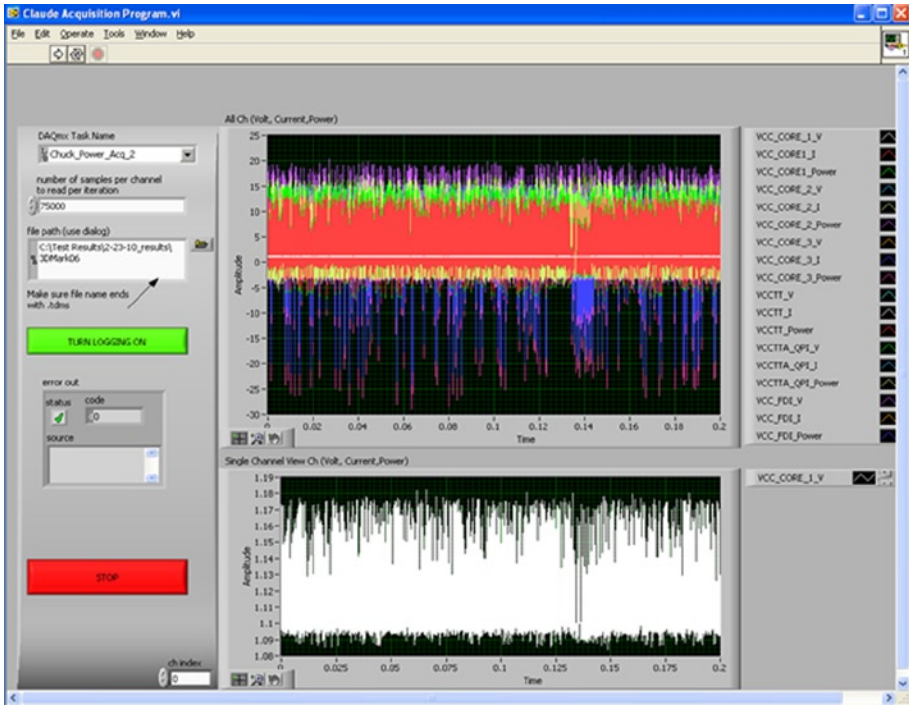 Claude Acquisition Program.vi
File Edit Operate Tools Window Help
DAQmx Task Name
Chuck_Power_Acq_2
number of samples per channel
to read per iteration
75000
file path (use dialog)
C:\Test Results\2-23-10_results\
3DMark06
Make sure file name ends
with .tdms
TURN LOGGING ON
error out
status code
0
source
STOP
ch index
0
All Ch (Volt, Current,Power)
Amplitude
25
20
15
10
5
0
-5
-10
-15
-20
-25
-30
0 0.02 0.04 0.06 0.08 0.1 0.12 0.14 0.16 0.18 0.2
Time
VCC_CORE_1_V
VCC_CORE1_I
VCC_CORE1_Power
VCC_CORE_2_V
VCC_CORE_2_I
VCC_CORE_2_Power
VCC_CORE_3_V
VCC_CORE_3_I
VCC_CORE_3_Power
VCCTT_V
VCCTT_I
VCCTT_Power
VCCTTA_QPI_V
VCCTTA_QPI_I
VCCTTA_QPI_Power
VCC_FDI_V
VCC_FDI_I
VCC_FDI_Power
Single Channel View Ch (Volt, Current,Power)
Amplitude
1.19
1.18
1.17
1.16
1.15
1.14
1.13
1.12
1.11
1.1
1.09
1.08
0 0.025 0.05 0.075 0.1 0.125 0.15 0.175 0.2
Time
VCC_CORE_1_V